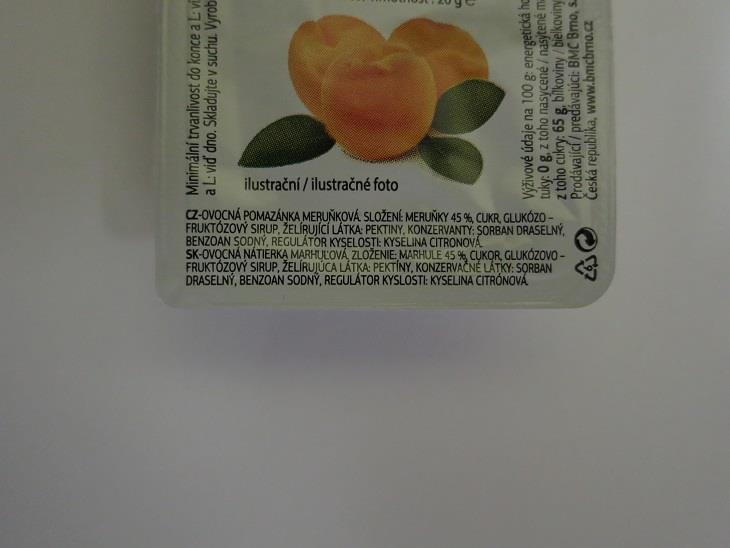 hmotnost: 20 g ℮
Minimální trvanlivost do konce a L:
a L: viď dno. Skladujte v suchu.
ilustrační / ilustračné foto
Výživové údaje na 100 g: energetická
tuky: 0 g, z toho nasycené / nasýtené
z toho cukry: 65 g, bílkoviny / bielkoviny
Prodávající / predávajúci: BMC Brno,
Česká republika, www.bmcbrno.cz
CZ-OVOCNÁ POMAZÁNKA MERUŇKOVÁ. SLOŽENÍ: MERUŇKY 45 %, CUKR, GLUKÓZO –
FRUKTÓZOVÝ SIRUP, ŽELÍRUJÍCÍ LÁTKA: PEKTINY, KONZERVANTY: SORBAN DRASELNÝ,
BENZOAN SODNÝ, REGULÁTOR KYSELOSTI: KYSELINA CITRONOVÁ.
SK-OVOCNÁ NÁTIERKA MARHUĽOVÁ, ZLOŽENIE: MARHULE 45 %, CUKOR, GLUKÓZOVO –
FRUKTÓZOVÝ SIRUP, ŽELÍRUJÚCA LÁTKA: PEKTÍNY, KONZERVAČNÉ LÁTKY: SORBAN
DRASELNÝ, BENZOAN SODNÝ, REGULÁTOR KYSLOSTI: KYSELINA CITRÓNOVÁ.